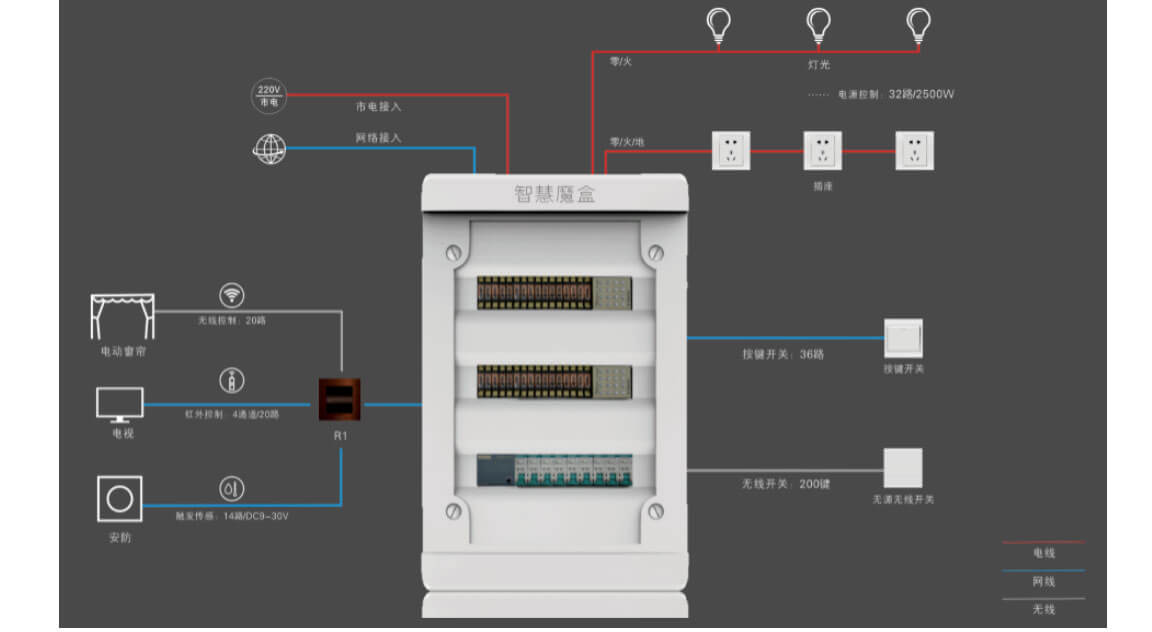 零/火
灯光
220V
市电
市电接入
…… 电源控制：32路/2500W
网络接入
零/火/地
插座
智慧魔盒
无线控制：20路
电动窗帘
按键开关：36路
按键开关
红外控制：4通道/20路
电视
R1
无线开关：200键
无源无线开关
触发传感：14路/DC9-30V
安防
电线
网线
无线